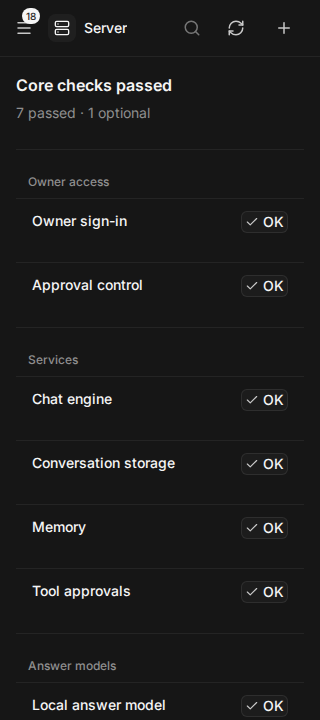 18
Server
Core checks passed
7 passed · 1 optional
Owner access
Owner sign-in
OK
Approval control
OK
Services
Chat engine
OK
Conversation storage
OK
Memory
OK
Tool approvals
OK
Answer models
Local answer model
OK